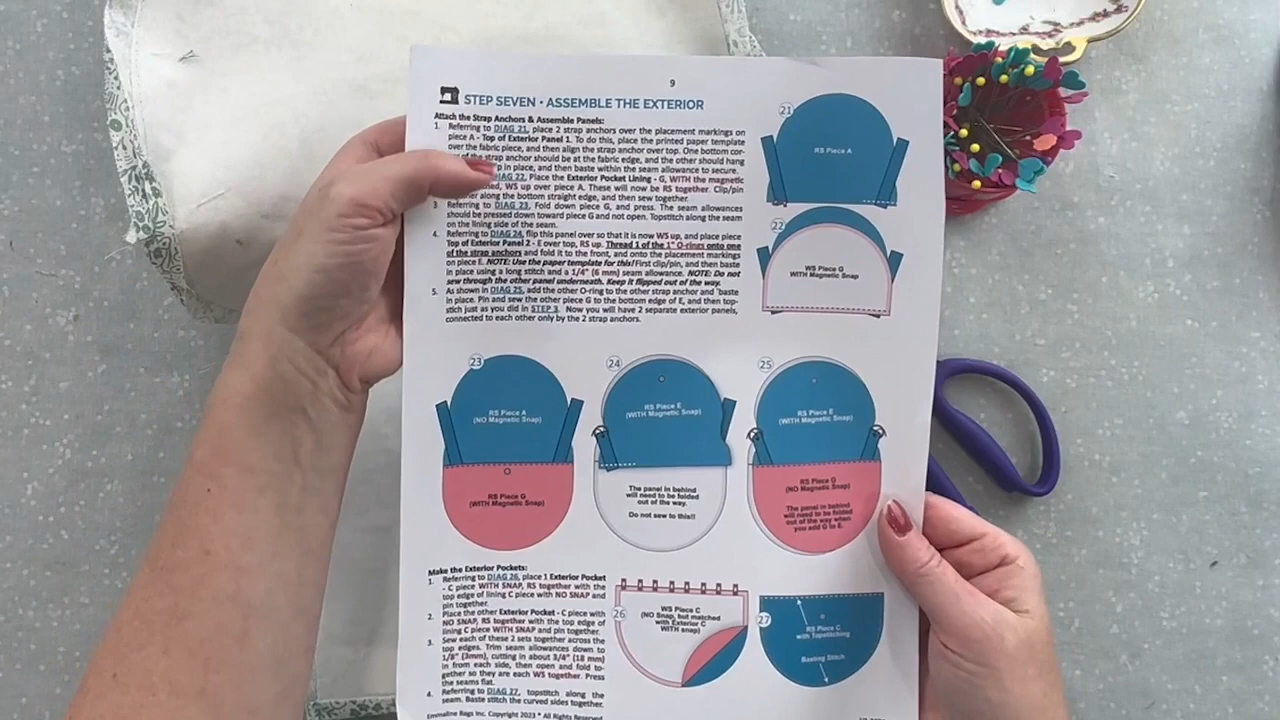 9
STEP SEVEN • ASSEMBLE THE EXTERIOR
Attach the Strap Anchors & Assemble Panels:
1. Referring to DIAG 21, place 2 strap anchors over the placement markings on
piece A - Top of Exterior Panel 1. To do this, place the printed paper template
over the fabric piece, and then align the strap anchor over top. One bottom cor-
of the strap anchor should be at the fabric edge, and the other should hang
p in place, and then baste within the seam allowance to secure.
DIAG 22, Place the Exterior Pocket Lining - G, WITH the magnetic
hed, WS up over piece A. These will now be RS together. Clip/pin
her along the bottom straight edge, and then sew together.
3. Referring to DIAG 23, Fold down piece G, and press. The seam allowances
should be pressed down toward piece G and not open. Topstitch along the seam
on the lining side of the seam.
4. Referring to DIAG 24, flip this panel over so that it is now WS up, and place piece
Top of Exterior Panel 2 - E over top, RS up. Thread 1 of the 1" O-rings onto one
of the strap anchors and fold it to the front, and onto the placement markings
on piece E. NOTE: Use the paper template for this! First clip/pin, and then baste
in place using a long stitch and a 1/4" (6 mm) seam allowance. NOTE: Do not
sew through the other panel underneath. Keep it flipped out of the way.
5. As shown in DIAG 25, add the other O-ring to the other strap anchor and baste
in place. Pin and sew the other piece G to the bottom edge of E, and then top-
stitch just as you did in STEP 3. Now you will have 2 separate exterior panels,
connected to each other only by the 2 strap anchors.
21
RS Piece A
22
WS Piece G
WITH Magnetic Snap
23
RS Piece A
(NO Magnetic Snap)
RS Piece G
(WITH Magnetic Snap)
24
RS Piece E
(WITH Magnetic Snap)
The panel in behind
will need to be folded
out of the way.
Do not sew to this!!
25
RS Piece E
(WITH Magnetic Snap)
RS Piece G
(NO Magnetic Snap)
The panel in behind
will need to be folded
out of the way when
you add G to E.
Make the Exterior Pockets:
1. Referring to DIAG 26, place 1 Exterior Pocket
- C piece WITH SNAP, RS together with the
top edge of lining C piece with NO SNAP and
pin together.
2. Place the other Exterior Pocket - C piece with
NO SNAP, RS together with the top edge of
lining C piece WITH SNAP and pin together.
3. Sew each of these 2 sets together across the
top edges. Trim seam allowances down to
1/8" (3mm), cutting in about 3/4" (18 mm)
in from each side, then open and fold to-
gether so they are each WS together. Press
the seams flat.
4. Referring to DIAG 27, topstitch along the
seam. Baste stitch the curved sides together.
26
WS Piece C
(NO Snap, but matched
with Exterior C
WITH snap)
27
RS Piece C
with Topstitching
Basting Stitch
Emmaline Bags Inc. Copyright 2023 * All Rights Reserved